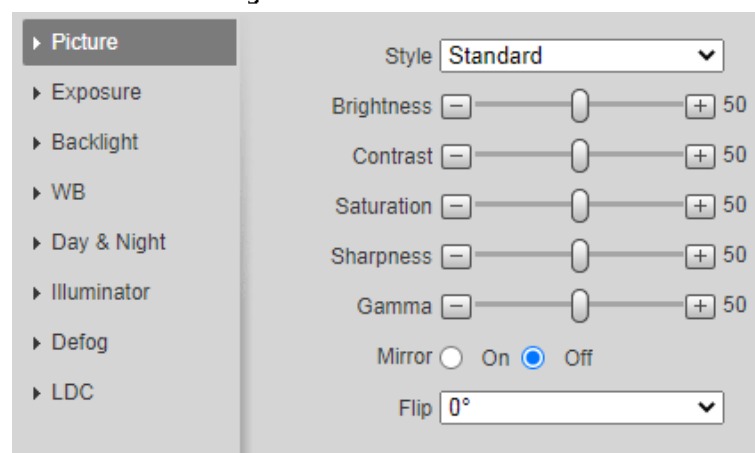 Picture
Exposure
Backlight
WB
Day & Night
Illuminator
Defog
LDC
Style Standard
Brightness 50
Contrast 50
Saturation 50
Sharpness 50
Gamma 50
Mirror On Off
Flip 0°